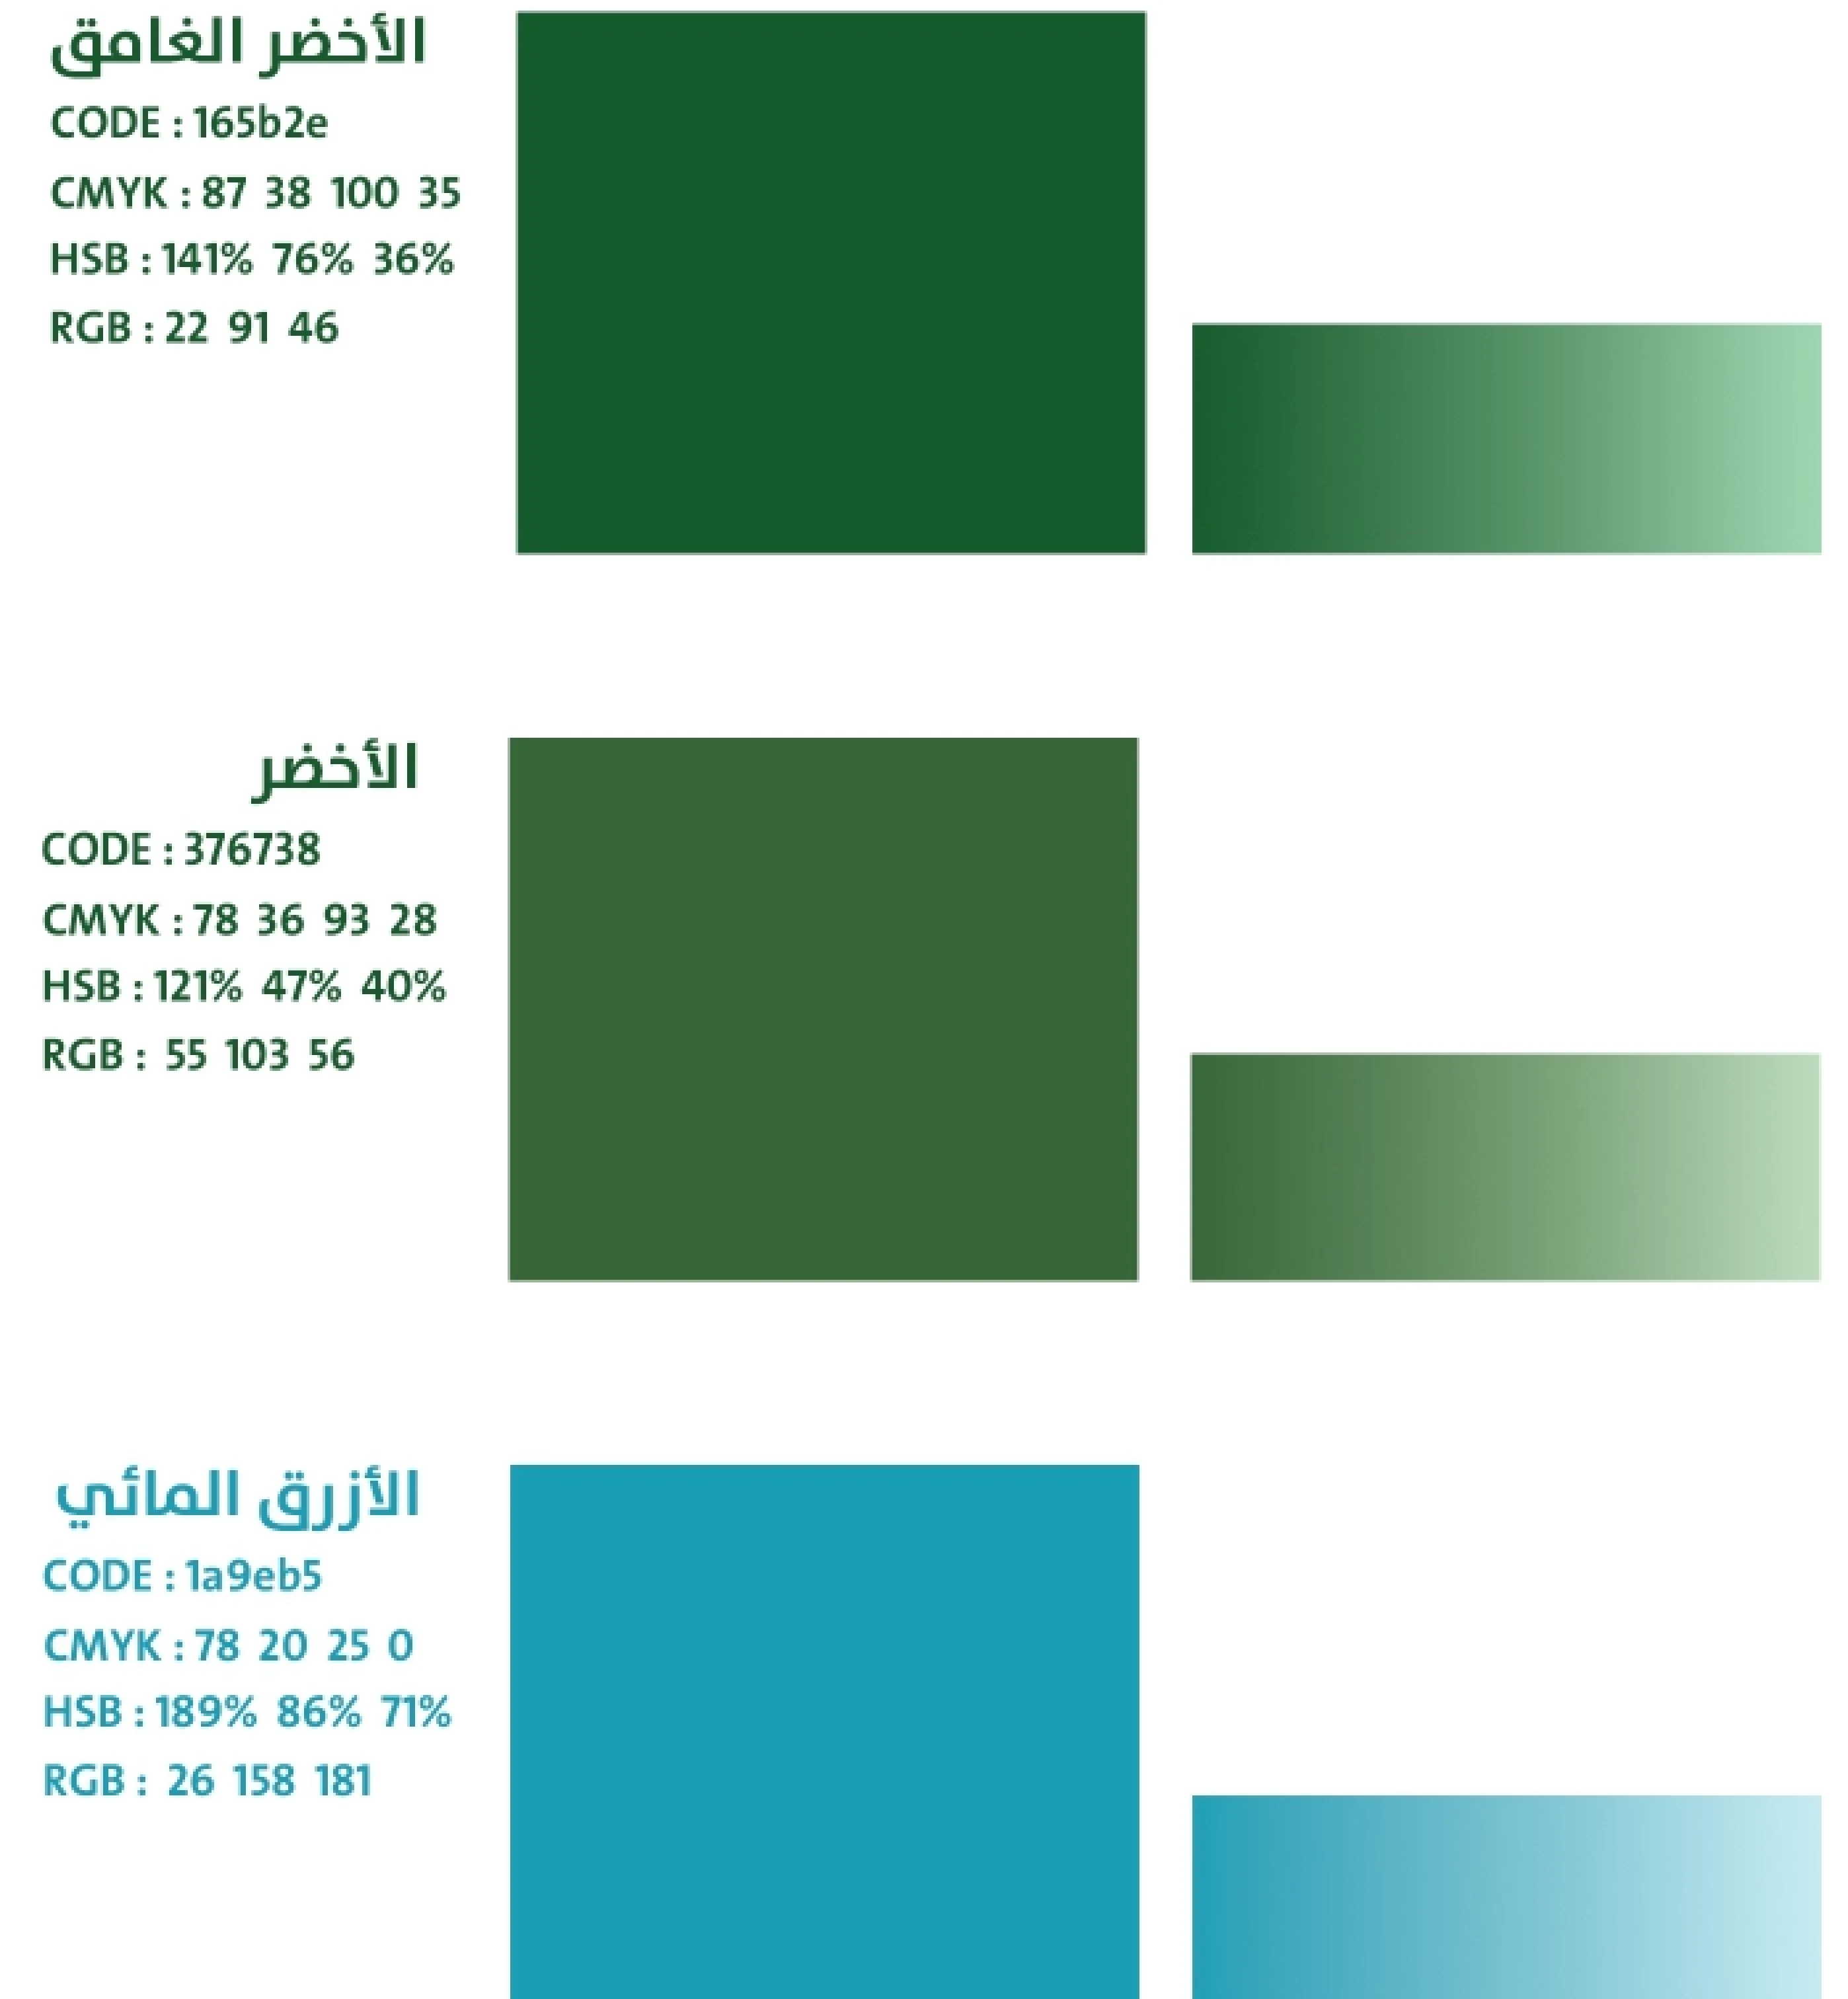 الأخضر الغامق
CODE : 165b2e
CMYK : 87 38 100 35
HSB : 141% 76% 36%
RGB : 22 91 46
الأخضر
CODE : 376738
CMYK : 78 36 93 28
HSB : 121% 47% 40%
RGB : 55 103 56
الأزرق المائي
CODE : 1a9eb5
CMYK : 78 20 25 0
HSB : 189% 86% 71%
RGB : 26 158 181